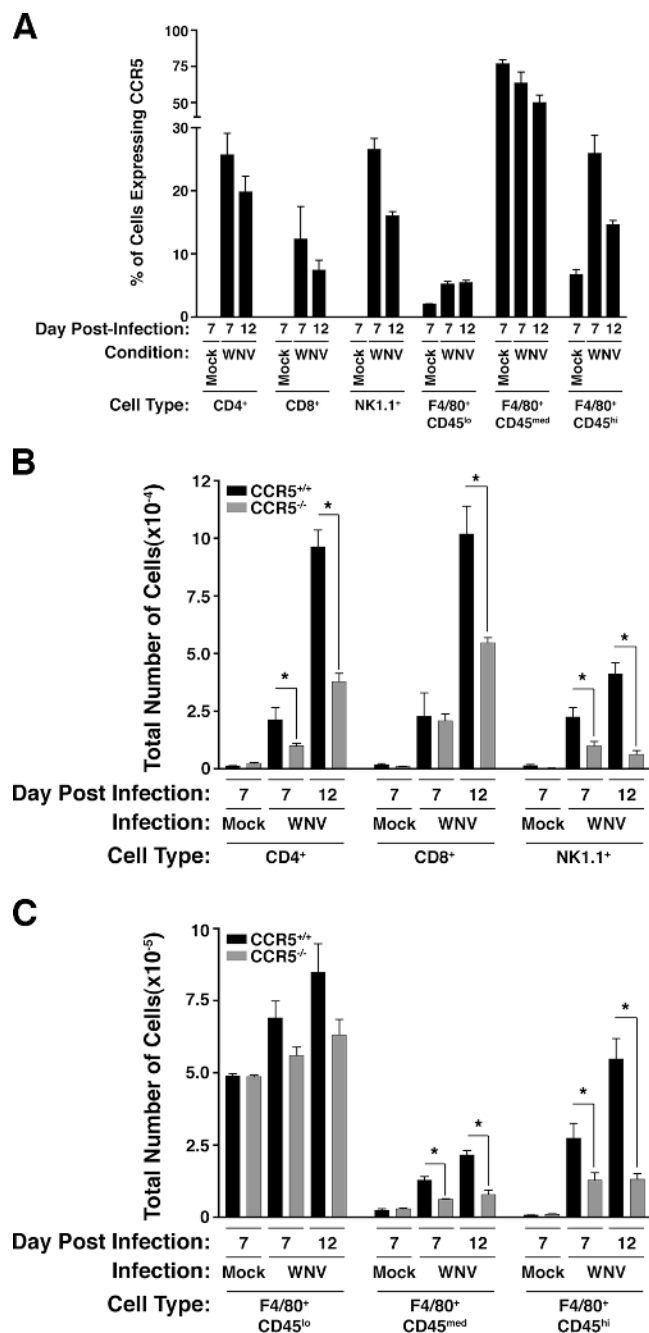 A
% of Cells Expressing CCR5
75
50
30
20
10
0
Day Post-Infection: 7 7 12 7 7 12 7 7 12 7 7 12 7 7 12 7 7 12
Condition: Mock WNV Mock WNV Mock WNV Mock WNV Mock WNV Mock WNV
Cell Type: CD4+ CD8+ NK1.1+ F4/80+ F4/80+ F4/80+
CD45lo CD45med CD45hi
B
Total Number of Cells(x10-4)
12
10
7.5
5.0
2.5
0
CCR5+/+
CCR5-/-
* * * * *
Day Post Infection: 7 7 12 7 7 12 7 7 12
Infection: Mock WNV Mock WNV Mock WNV
Cell Type: CD4+ CD8+ NK1.1+
C
Total Number of Cells(x10-5)
10
7.5
5.0
2.5
0
CCR5+/+
CCR5-/-
* * * *
Day Post Infection: 7 7 12 7 7 12 7 7 12
Infection: Mock WNV Mock WNV Mock WNV
Cell Type: F4/80+ F4/80+ F4/80+
CD45lo CD45med CD45hi